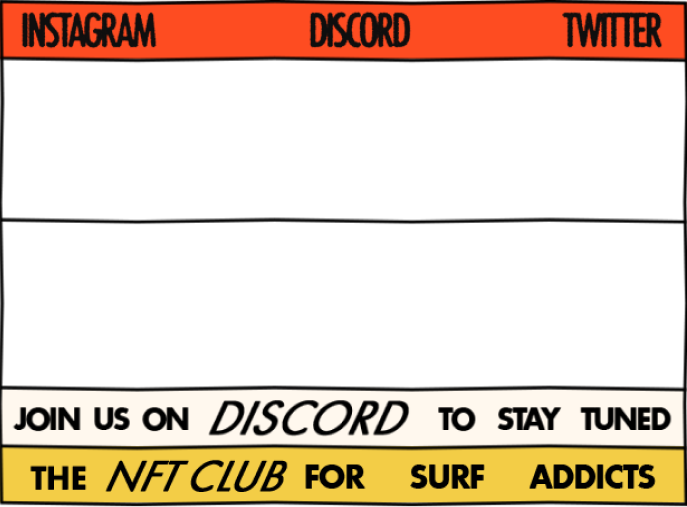 INSTAGRAM DISCORD TWITTER
JOIN US ON DISCORD TO STAY TUNED
THE NFT CLUB FOR SURF ADDICTS